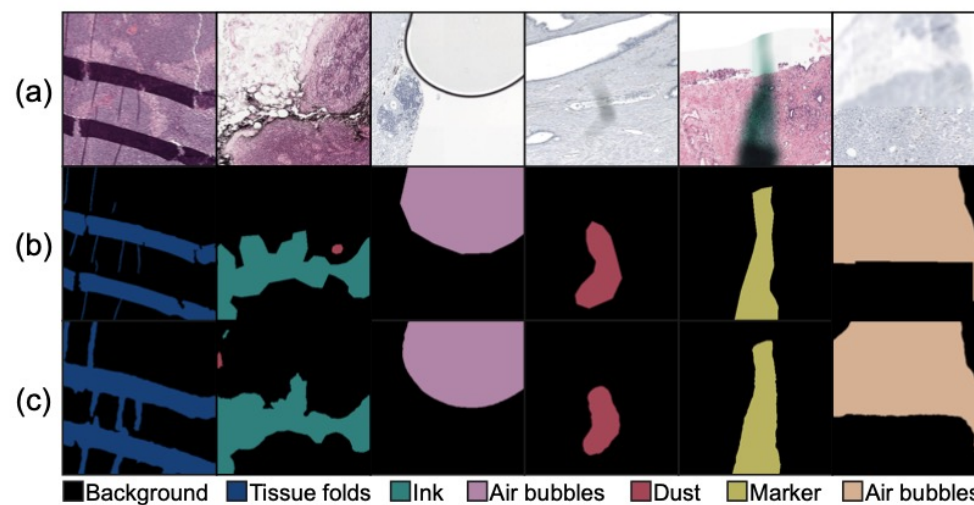 (a)
(b)
(c)
Background Tissue folds Ink Air bubbles Dust Marker Air bubbles